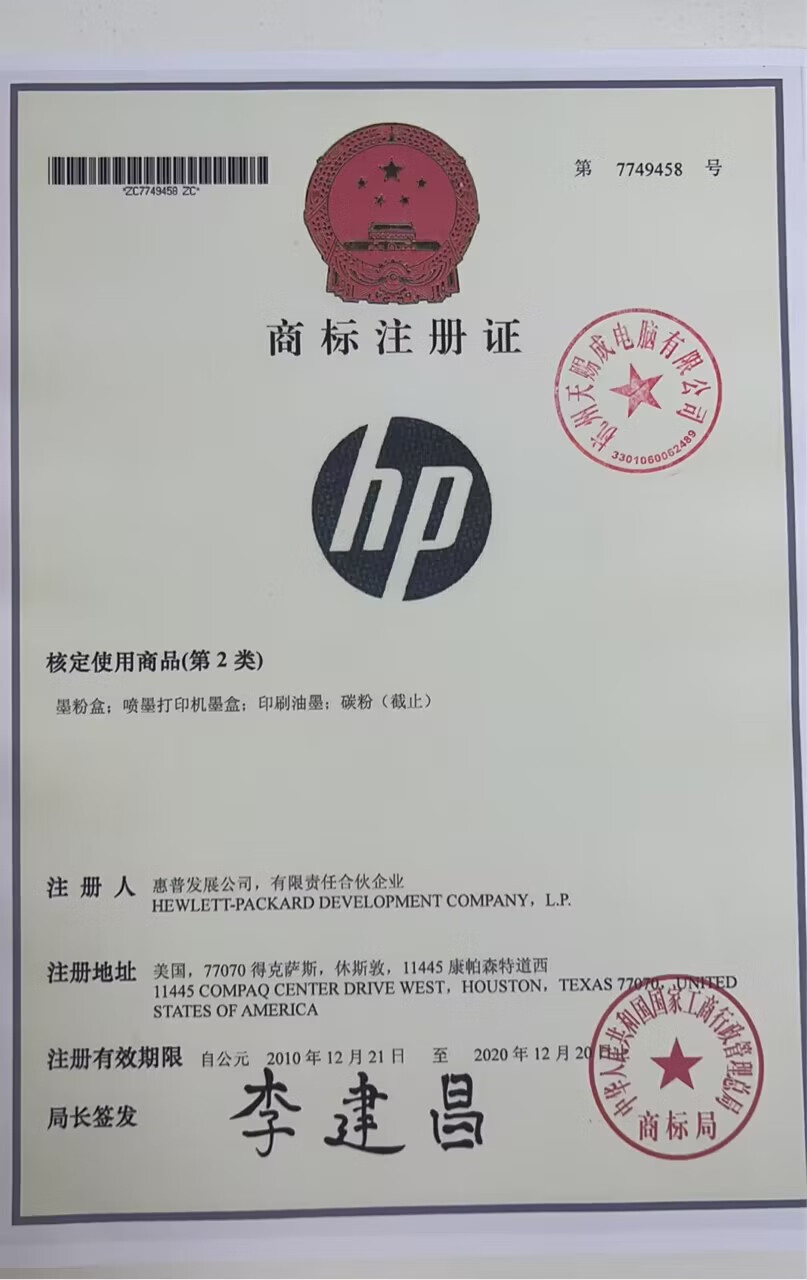 *ZC7749458 ZC*
第 7749458 号
商标注册证
杭州天赐成电脑有限公司
3301060062489
hp
核定使用商品(第 2 类)
墨粉盒；喷墨打印机墨盒；印刷油墨；碳粉（截止）
注 册 人 惠普发展公司，有限责任合伙企业
HEWLETT-PACKARD DEVELOPMENT COMPANY，L.P.
注册地址 美国，77070 得克萨斯，休斯敦，11445 康帕森特道西
11445 COMPAQ CENTER DRIVE WEST，HOUSTON，TEXAS 77070，UNITED
STATES OF AMERICA
注册有效期限 自公元 2010 年 12 月 21 日 至 2020 年 12 月 20 日
局长签发 李建昌
中华人民共和国国家工商行政管理总局
商标局